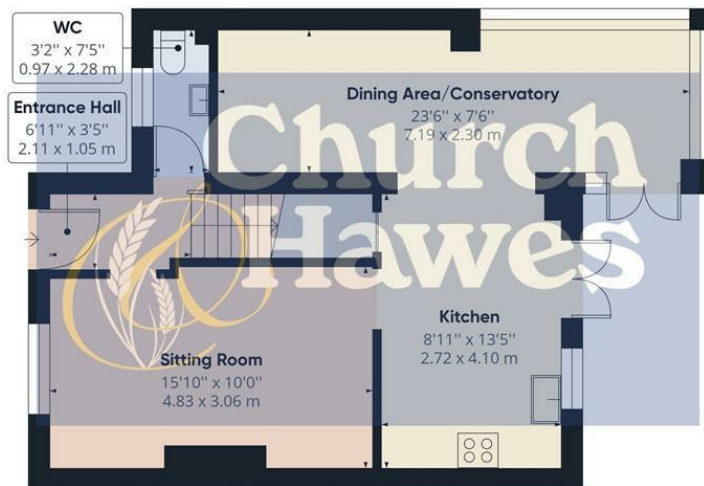 WC
3'2" x 7'5"
0.97 x 2.28 m
Entrance Hall
6'11" x 3'5"
2.11 x 1.05 m
Dining Area/Conservatory
23'6" x 7'6"
7.19 x 2.30 m
Church
& Hawes
Kitchen
8'11" x 13'5"
2.72 x 4.10 m
Sitting Room
15'10" x 10'0"
4.83 x 3.06 m